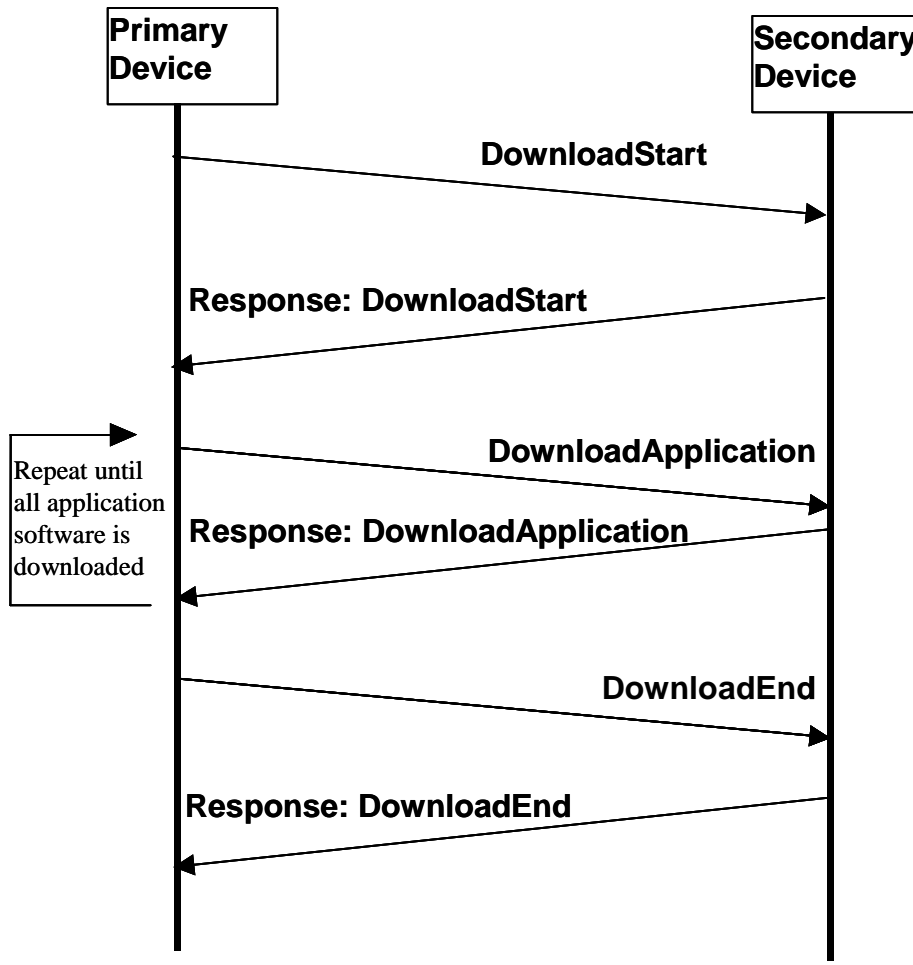 Primary
Device
Secondary
Device
DownloadStart
Response: DownloadStart
DownloadApplication
Repeat until
all application
software is
downloaded
Response: DownloadApplication
DownloadEnd
Response: DownloadEnd